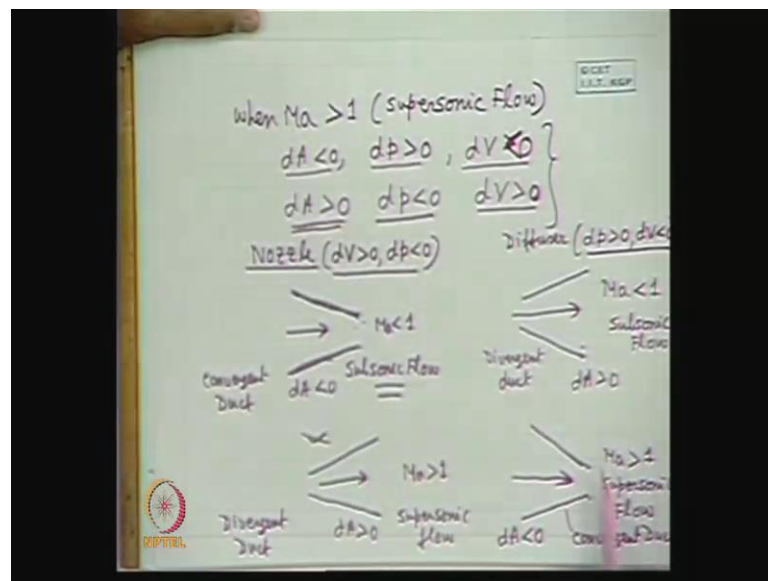 GCET
I.I.T. KGP
when Ma >1 (supersonic Flow)
dA <0, dp>0, dV <0
dA >0 dp<0 dV>0
Nozzle (dV>0, dp<0)
Diffuser (dp>0, dV<0
Ma<1
Subsonic Flow
Convergent Duct
dA <0
Ma <1
Subsonic Flow
Divergent duct
dA >0
Ma>1
supersonic flow
Divergent Duct
dA>0
Ma >1
supersonic Flow
dA<0
convergent Duct
NPTEL